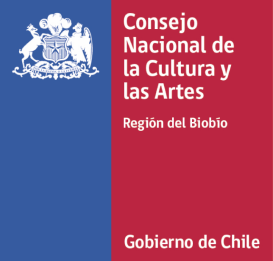 Consejo
Nacional de
la Cultura y
las Artes
Región del Biobío
Gobierno de Chile